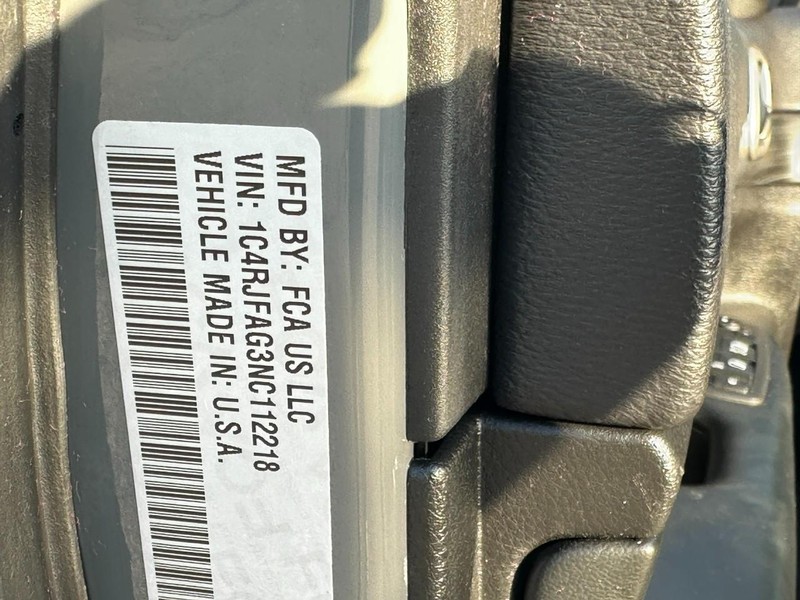 MFD BY: FCA US LLC
VIN: 1C4RJFAG3NC112218
VEHICLE MADE IN: U.S.A.